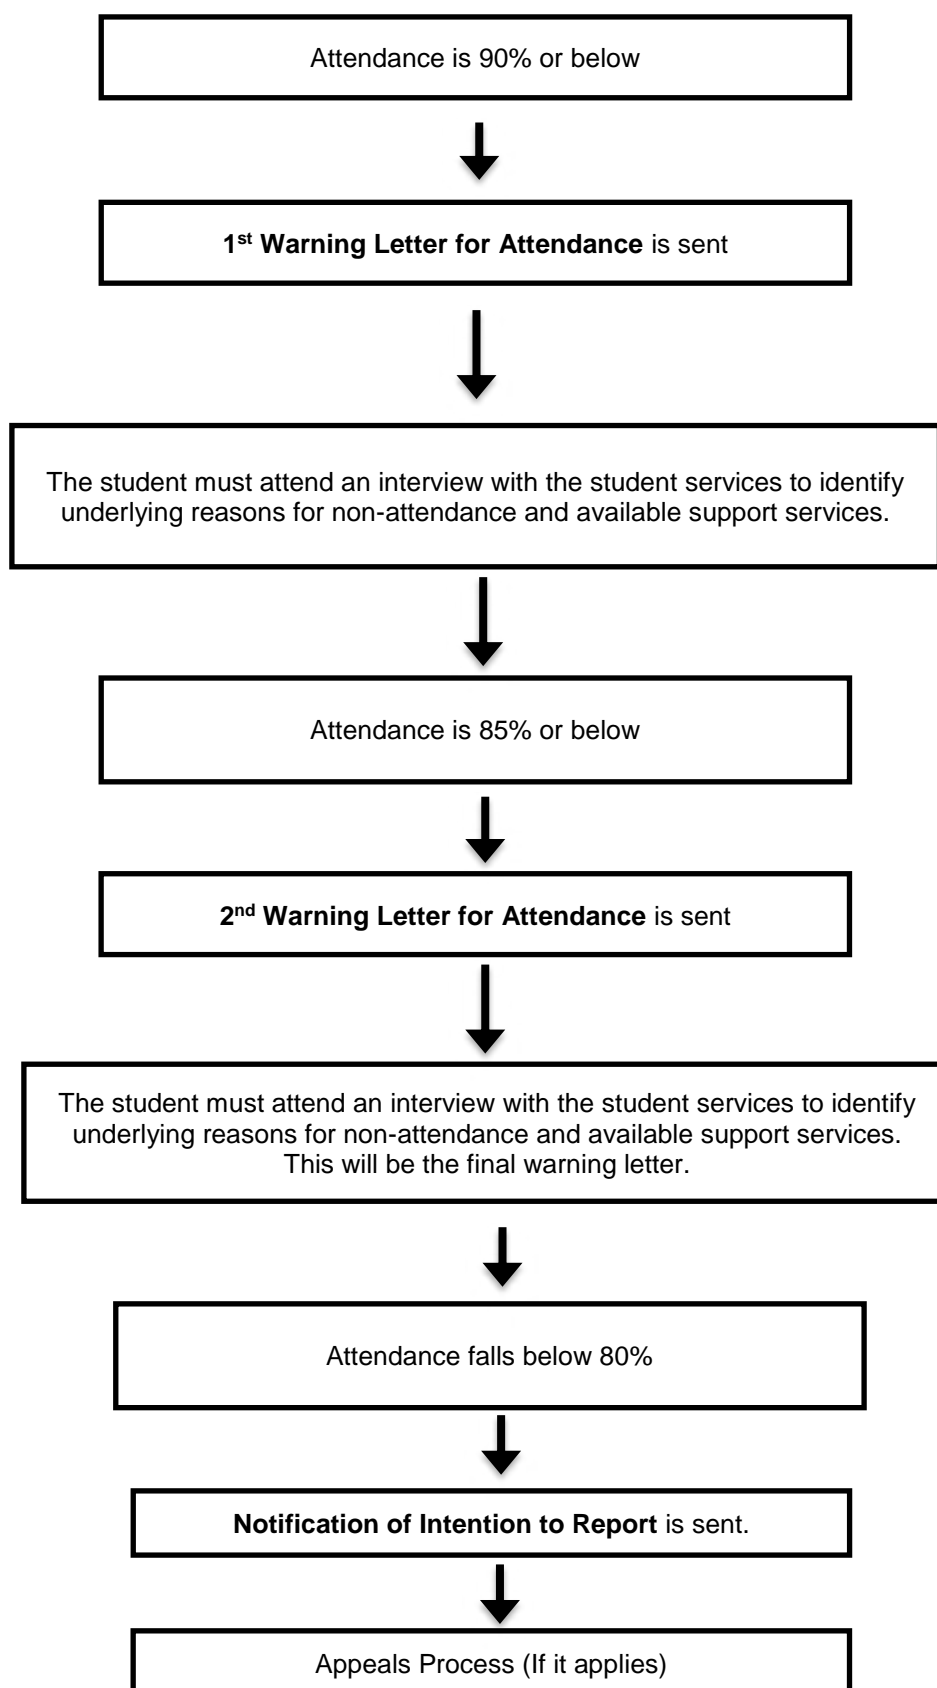 Attendance is 90% or below
1st Warning Letter for Attendance is sent
The student must attend an interview with the student services to identify
underlying reasons for non-attendance and available support services.
Attendance is 85% or below
2nd Warning Letter for Attendance is sent
The student must attend an interview with the student services to identify
underlying reasons for non-attendance and available support services.
This will be the final warning letter.
Attendance falls below 80%
Notification of Intention to Report is sent.
Appeals Process (If it applies)